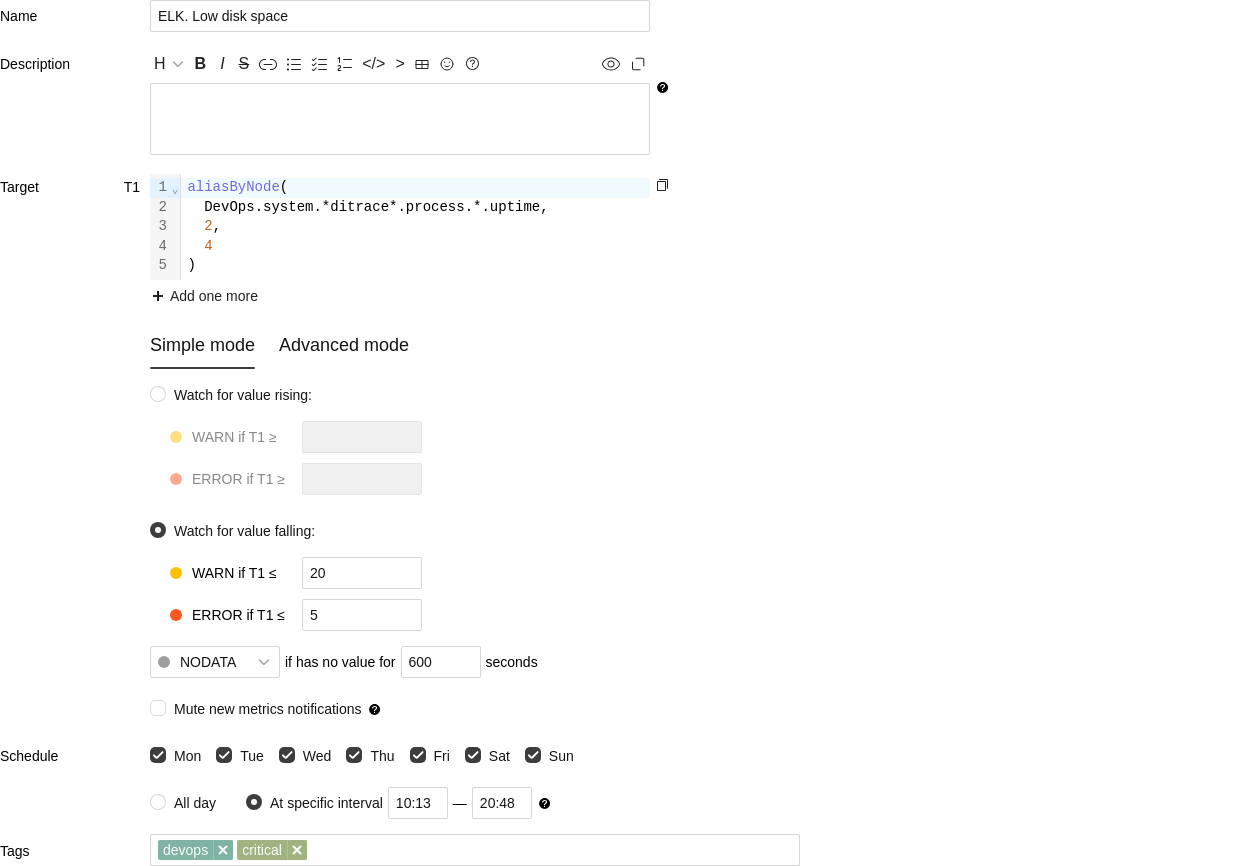 Name ELK. Low disk space
Description H B I S </> >
Target T1 1 aliasByNode(
2 DevOps.system.*ditrace*.process.*.uptime,
3 2,
4 4
5 )
+ Add one more
Simple mode Advanced mode
Watch for value rising:
WARN if T1 ≥
ERROR if T1 ≥
Watch for value falling:
WARN if T1 ≤ 20
ERROR if T1 ≤ 5
NODATA if has no value for 600 seconds
Mute new metrics notifications
Schedule Mon Tue Wed Thu Fri Sat Sun
All day At specific interval 10:13 — 20:48
Tags devops critical